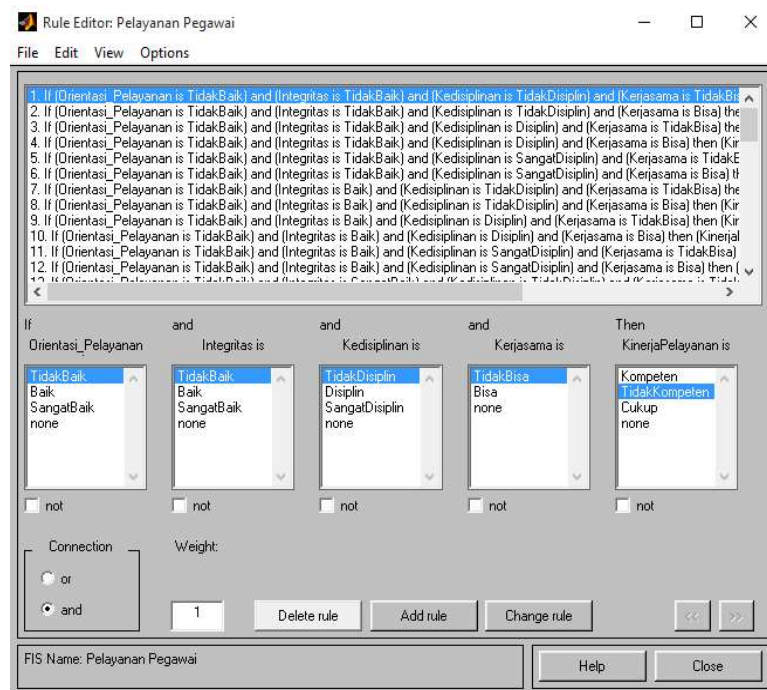 Rule Editor: Pelayanan Pegawai
File Edit View Options
1. If (Orientasi_Pelayanan is TidakBaik) and (Integritas is TidakBaik) and (Kedisiplinan is TidakDisiplin) and (Kerjasama is TidakBis
2. If (Orientasi_Pelayanan is TidakBaik) and (Integritas is TidakBaik) and (Kedisiplinan is TidakDisiplin) and (Kerjasama is Bisa) the
3. If (Orientasi_Pelayanan is TidakBaik) and (Integritas is TidakBaik) and (Kedisiplinan is Disiplin) and (Kerjasama is TidakBisa) the
4. If (Orientasi_Pelayanan is TidakBaik) and (Integritas is TidakBaik) and (Kedisiplinan is Disiplin) and (Kerjasama is Bisa) then (Kin
5. If (Orientasi_Pelayanan is TidakBaik) and (Integritas is TidakBaik) and (Kedisiplinan is SangatDisiplin) and (Kerjasama is TidakE
6. If (Orientasi_Pelayanan is TidakBaik) and (Integritas is TidakBaik) and (Kedisiplinan is SangatDisiplin) and (Kerjasama is Bisa) th
7. If (Orientasi_Pelayanan is TidakBaik) and (Integritas is Baik) and (Kedisiplinan is TidakDisiplin) and (Kerjasama is TidakBisa) the
8. If (Orientasi_Pelayanan is TidakBaik) and (Integritas is Baik) and (Kedisiplinan is TidakDisiplin) and (Kerjasama is Bisa) then (Kin
9. If (Orientasi_Pelayanan is TidakBaik) and (Integritas is Baik) and (Kedisiplinan is Disiplin) and (Kerjasama is TidakBisa) then (Kir
10. If (Orientasi_Pelayanan is TidakBaik) and (Integritas is Baik) and (Kedisiplinan is Disiplin) and (Kerjasama is Bisa) then (Kinerjal
11. If (Orientasi_Pelayanan is TidakBaik) and (Integritas is Baik) and (Kedisiplinan is SangatDisiplin) and (Kerjasama is TidakBisa)
12. If (Orientasi_Pelayanan is TidakBaik) and (Integritas is Baik) and (Kedisiplinan is SangatDisiplin) and (Kerjasama is Bisa) then (
If and and and Then
Orientasi_Pelayanan Integritas is Kedisiplinan is Kerjasama is KinerjaPelayanan is
TidakBaik TidakBaik TidakDisiplin TidakBisa Kompeten
Baik Baik Disiplin Bisa TidakKompeten
SangatBaik SangatBaik SangatDisiplin none Cukup
none none none none
not not not not not
Connection Weight:
or
and 1 Delete rule Add rule Change rule << >>
FIS Name: Pelayanan Pegawai Help Close